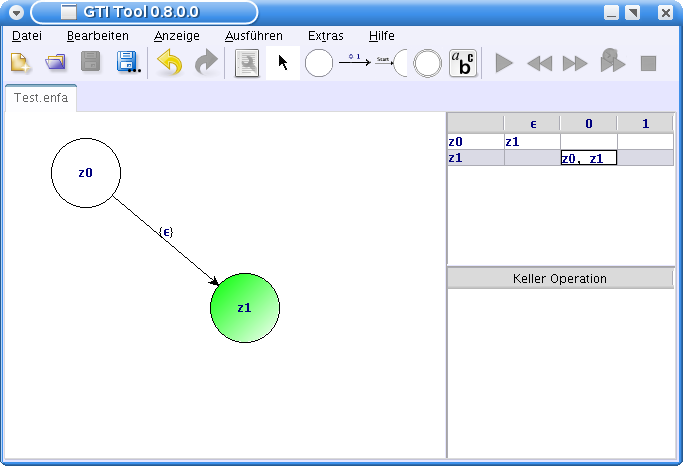 GTI Tool 0.8.0.0
Datei Bearbeiten Anzeige Ausführen Extras Hilfe
0 1 Start a b c
Test.enfa
ϵ 0 1
z0 z1
z1 z0, z1
z0
{ϵ}
z1
Keller Operation